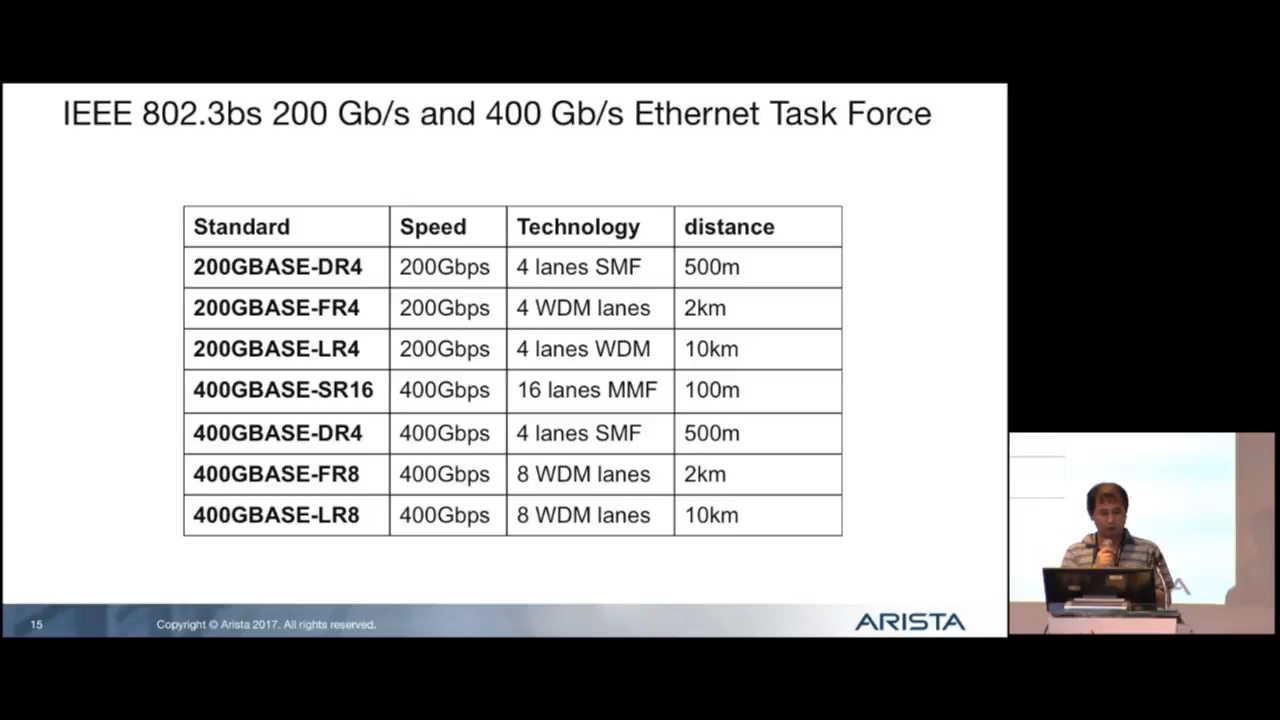 IEEE 802.3bs 200 Gb/s and 400 Gb/s Ethernet Task Force
Standard Speed Technology distance
200GBASE-DR4 200Gbps 4 lanes SMF 500m
200GBASE-FR4 200Gbps 4 WDM lanes 2km
200GBASE-LR4 200Gbps 4 lanes WDM 10km
400GBASE-SR16 400Gbps 16 lanes MMF 100m
400GBASE-DR4 400Gbps 4 lanes SMF 500m
400GBASE-FR8 400Gbps 8 WDM lanes 2km
400GBASE-LR8 400Gbps 8 WDM lanes 10km
15 Copyright © Arista 2017. All rights reserved. ARISTA